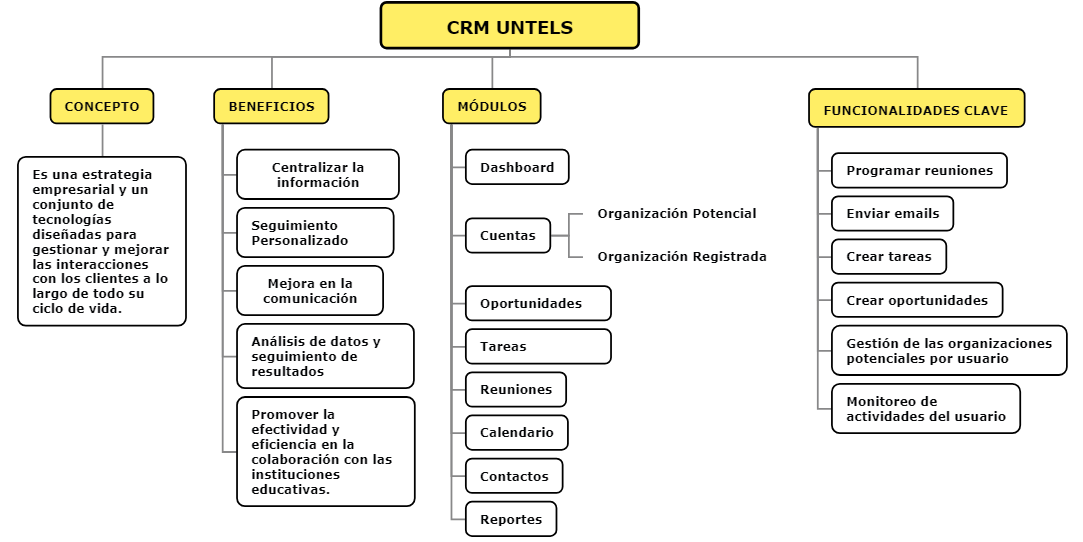 CRM UNTELS
CONCEPTO
Es una estrategia
empresarial y un
conjunto de
tecnologías
diseñadas para
gestionar y mejorar
las interacciones
con los clientes a lo
largo de todo su
ciclo de vida.
BENEFICIOS
Centralizar la
información
Seguimiento
Personalizado
Mejora en la
comunicación
Análisis de datos y
seguimiento de
resultados
Promover la
efectividad y
eficiencia en la
colaboración con las
instituciones
educativas.
MÓDULOS
Dashboard
Cuentas
Organización Potencial
Organización Registrada
Oportunidades
Tareas
Reuniones
Calendario
Contactos
Reportes
FUNCIONALIDADES CLAVE
Programar reuniones
Enviar emails
Crear tareas
Crear oportunidades
Gestión de las organizaciones
potenciales por usuario
Monitoreo de
actividades del usuario